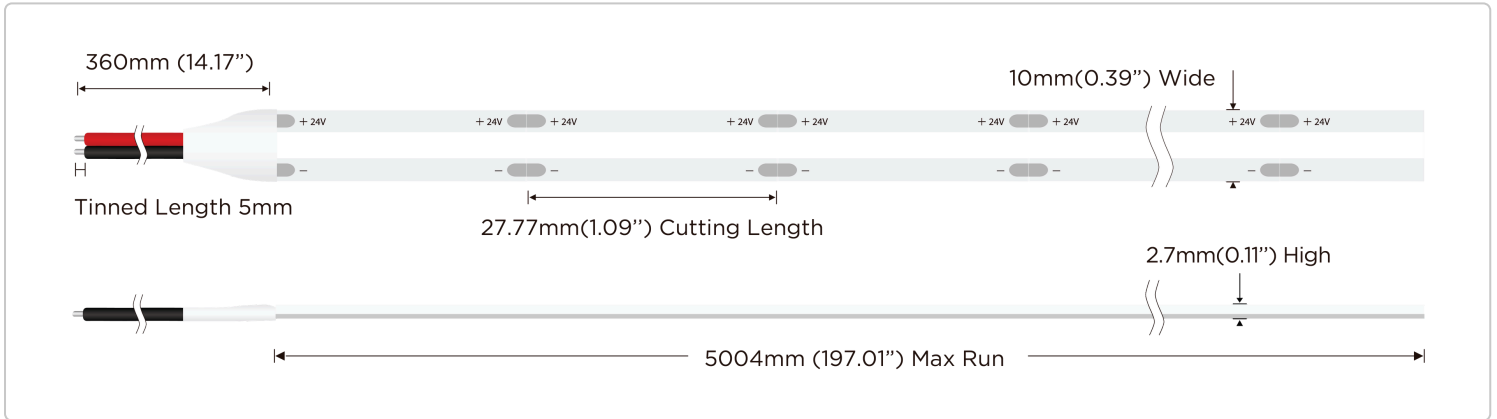 360mm (14.17”)
10mm(0.39”) Wide
+ 24V + 24V + 24V + 24V + 24V + 24V + 24V + 24V + 24V
– – – – – – – – –
Tinned Length 5mm
27.77mm(1.09”) Cutting Length
2.7mm(0.11”) High
5004mm (197.01”) Max Run